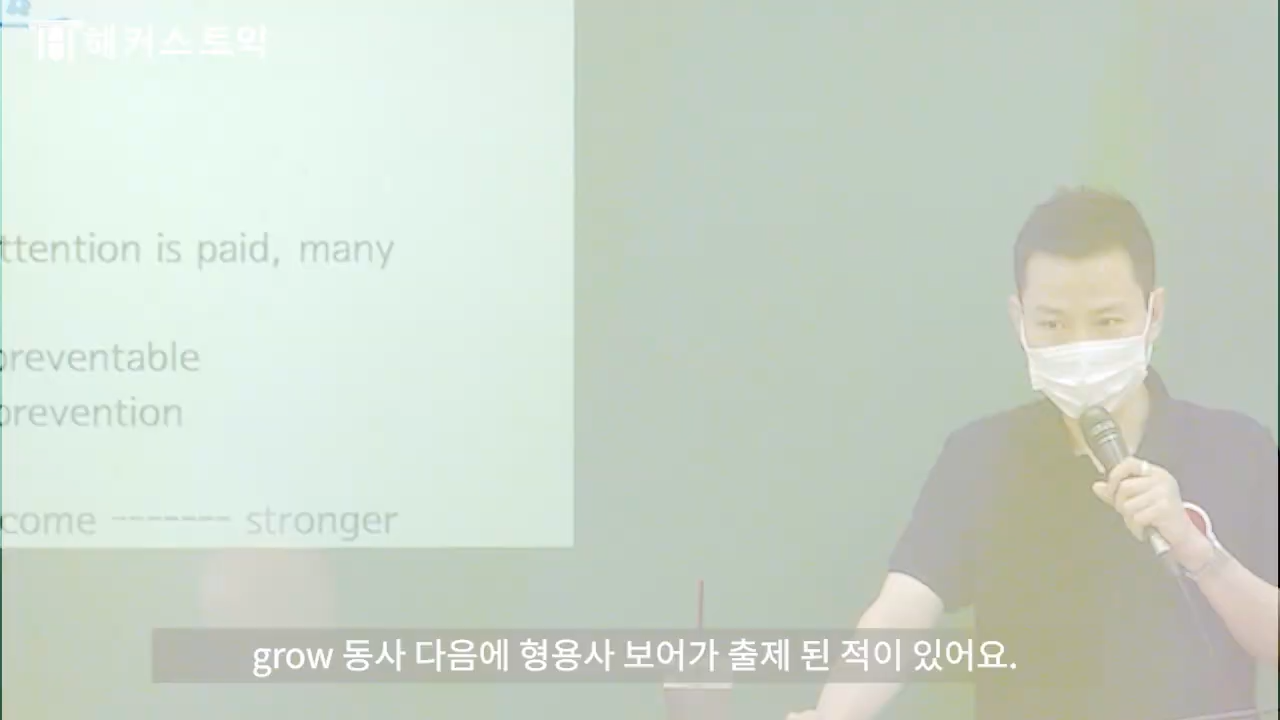 해커스 토익
ttention is paid, many
preventable
prevention
come ------- stronger
grow 동사 다음에 형용사 보어가 출제 된 적이 있어요.